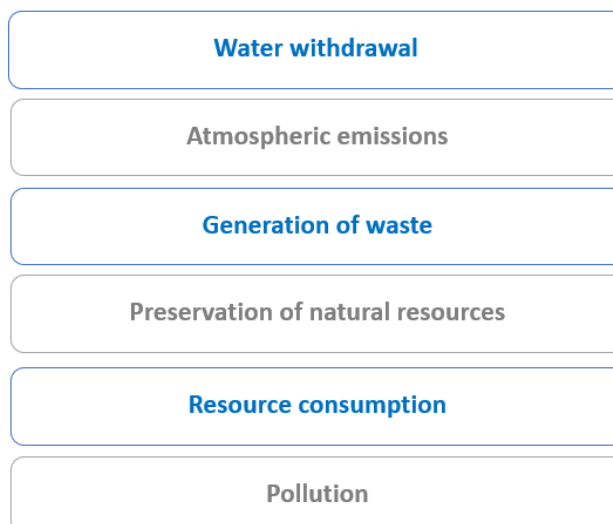 Water withdrawal
Atmospheric emissions
Generation of waste
Preservation of natural resources
Resource consumption
Pollution